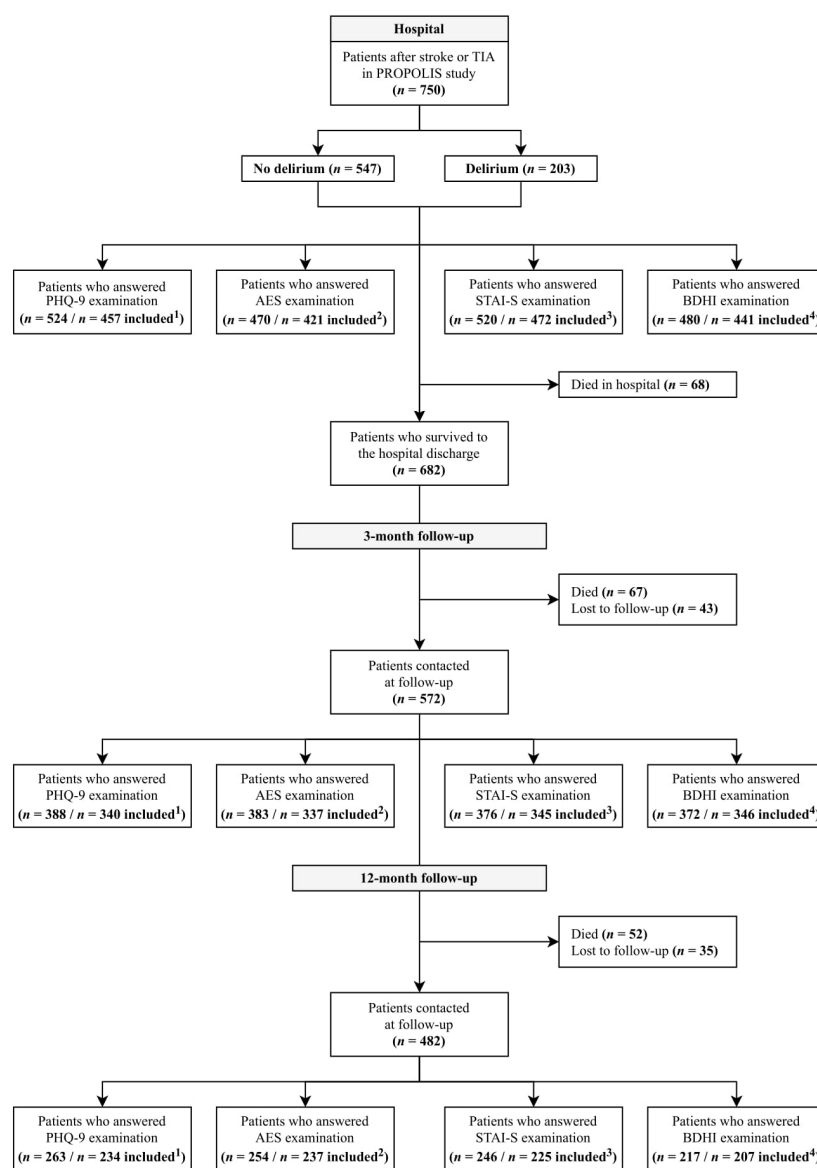 Hospital
Patients after stroke or TIA
in PROPOLIS study
(n = 750)
No delirium (n = 547)
Delirium (n = 203)
Patients who answered
PHQ-9 examination
(n = 524 / n = 457 included1)
Patients who answered
AES examination
(n = 470 / n = 421 included2)
Patients who answered
STAI-S examination
(n = 520 / n = 472 included3)
Patients who answered
BDHI examination
(n = 480 / n = 441 included4)
Died in hospital (n = 68)
Patients who survived to
the hospital discharge
(n = 682)
3-month follow-up
Died (n = 67)
Lost to follow-up (n = 43)
Patients contacted
at follow-up
(n = 572)
Patients who answered
PHQ-9 examination
(n = 388 / n = 340 included1)
Patients who answered
AES examination
(n = 383 / n = 337 included2)
Patients who answered
STAI-S examination
(n = 376 / n = 345 included3)
Patients who answered
BDHI examination
(n = 372 / n = 346 included4)
12-month follow-up
Died (n = 52)
Lost to follow-up (n = 35)
Patients contacted
at follow-up
(n = 482)
Patients who answered
PHQ-9 examination
(n = 263 / n = 234 included1)
Patients who answered
AES examination
(n = 254 / n = 237 included2)
Patients who answered
STAI-S examination
(n = 246 / n = 225 included3)
Patients who answered
BDHI examination
(n = 217 / n = 207 included4)